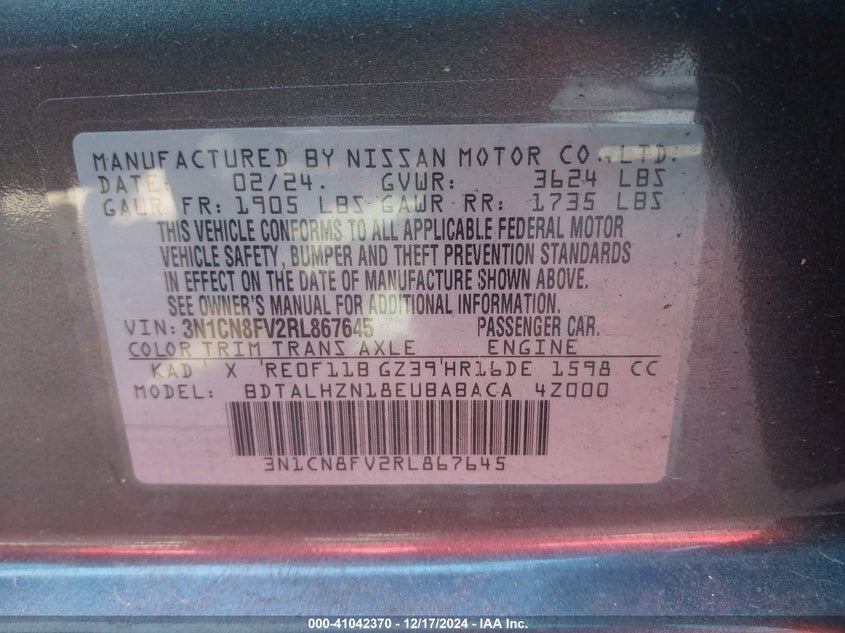 MANUFACTURED BY NISSAN MOTOR CO., LTD.
DATE: 02/24. GVWR: 3624 LBS
GAWR FR: 1905 LBS GAWR RR: 1735 LBS
THIS VEHICLE CONFORMS TO ALL APPLICABLE FEDERAL MOTOR
VEHICLE SAFETY, BUMPER AND THEFT PREVENTION STANDARDS
IN EFFECT ON THE DATE OF MANUFACTURE SHOWN ABOVE.
SEE OWNER'S MANUAL FOR ADDITIONAL INFORMATION.
VIN: 3N1CN8FV2RL867645 PASSENGER CAR.
COLOR TRIM TRANS AXLE ENGINE
KAD X RE0F11B GZ39 HR16DE 1598 CC
MODEL: BDTALHZN18EUBABACA 4Z000
3N1CN8FV2RL867645
000-41042370 - 12/17/2024 - IAA Inc.